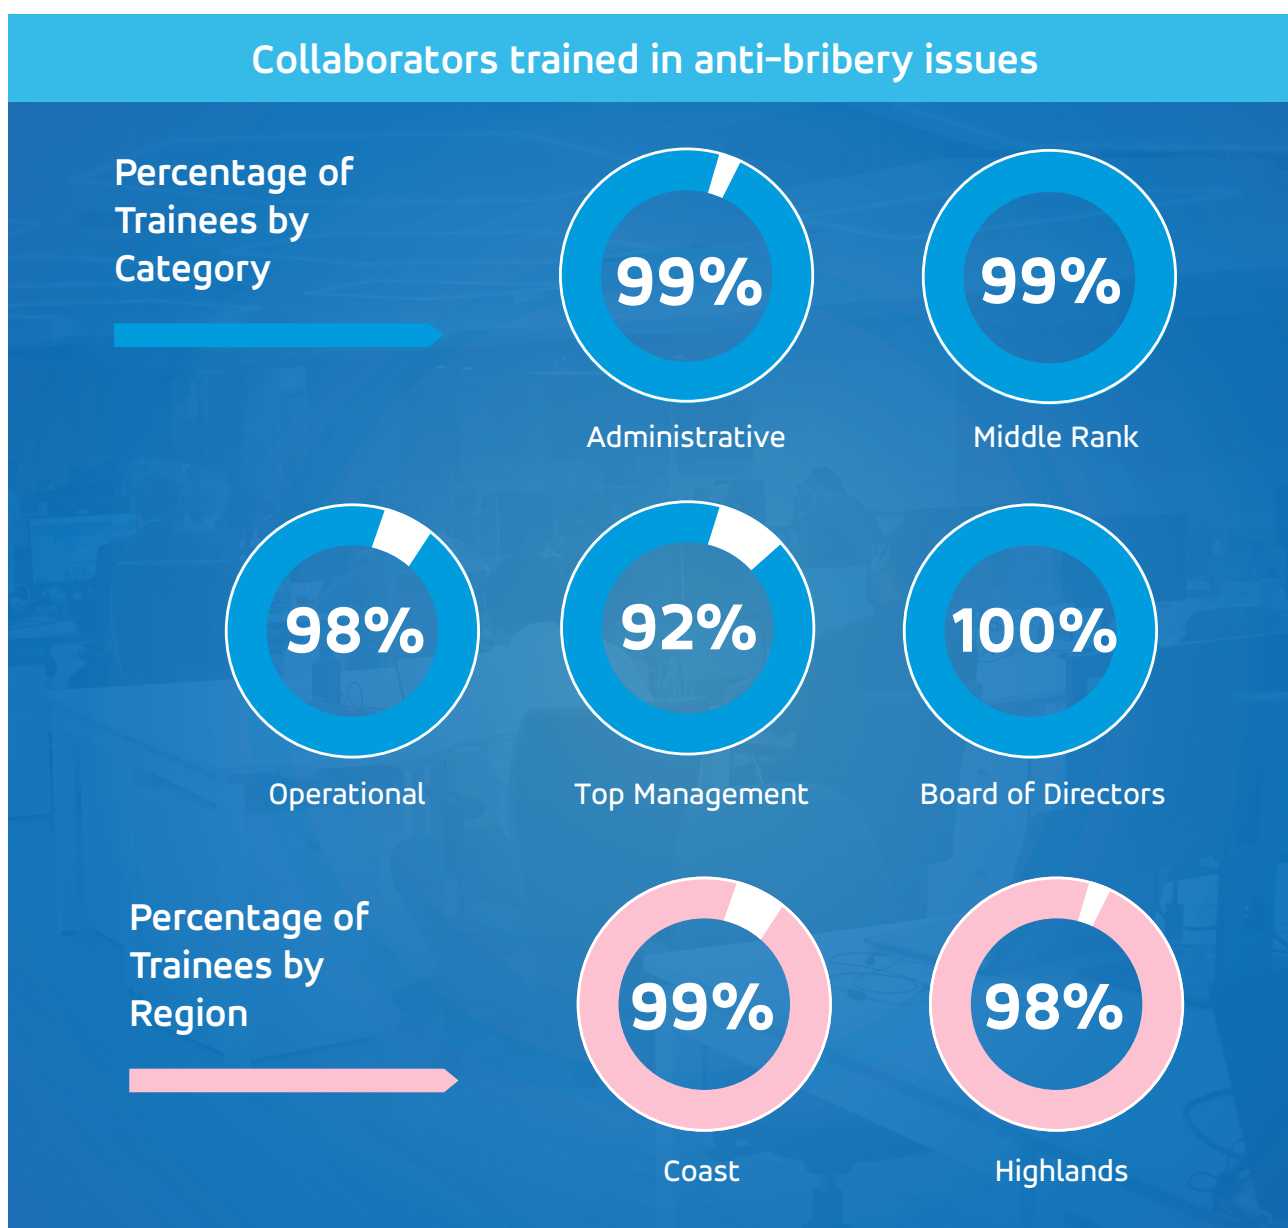 Collaborators trained in anti-bribery issues
Percentage of
Trainees by
Category
99%
Administrative
99%
Middle Rank
98%
Operational
92%
Top Management
100%
Board of Directors
Percentage of
Trainees by
Region
99%
Coast
98%
Highlands